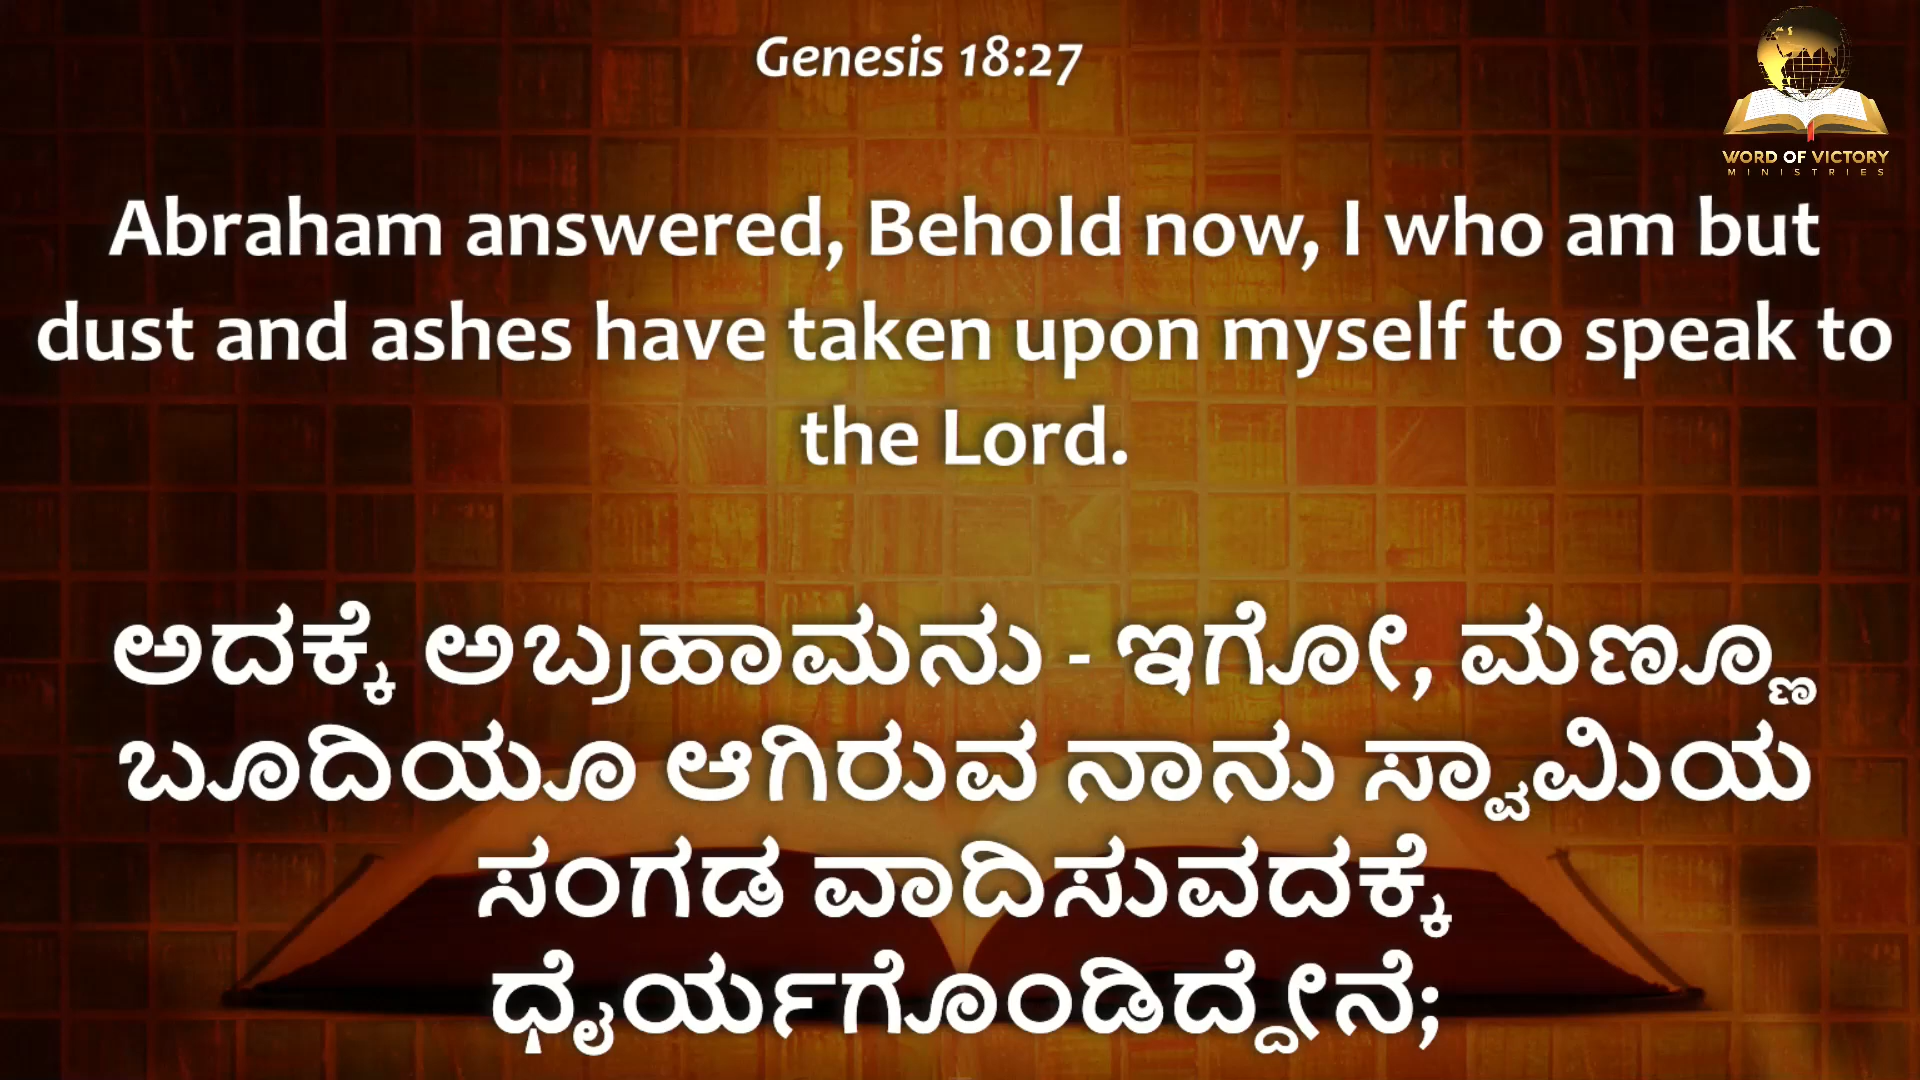 Genesis 18:27
WORD OF VICTORY
MINISTRIES
Abraham answered, Behold now, I who am but
dust and ashes have taken upon myself to speak to
the Lord.
ಅದಕ್ಕೆ ಅಬ್ರಹಾಮನು - ಇಗೋ, ಮಣ್ಣೂ
ಬೂದಿಯೂ ಆಗಿರುವ ನಾನು ಸ್ವಾಮಿಯ
ಸಂಗಡ ವಾದಿಸುವದಕ್ಕೆ
ಧೈರ್ಯಗೊಂಡಿದ್ದೇನೆ;